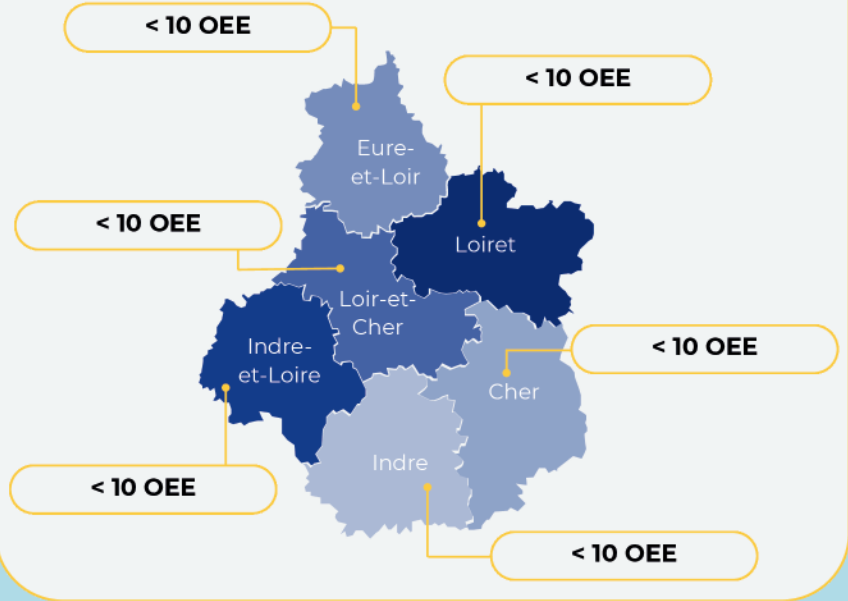 < 10 OEE
< 10 OEE
Eure-
et-Loir
< 10 OEE
Loiret
Loir-et-
Cher
Indre-
et-Loire
< 10 OEE
Cher
Indre
< 10 OEE
< 10 OEE